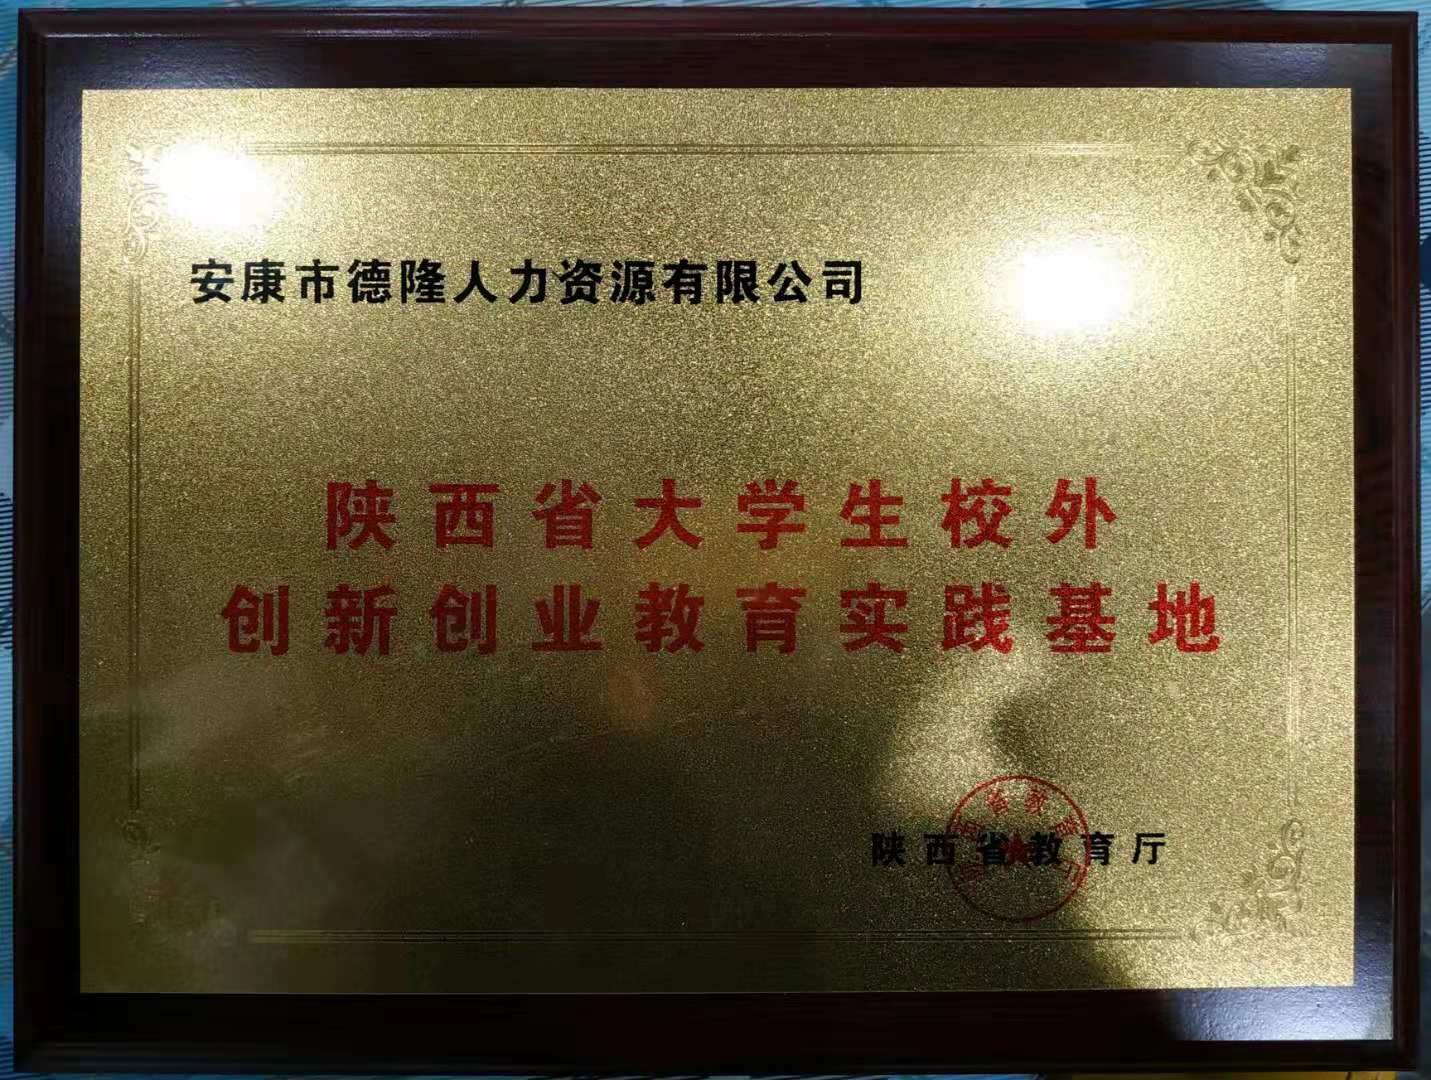 安康市德隆人力资源有限公司
陕西省大学生校外
创新创业教育实践基地
陕西省教育厅